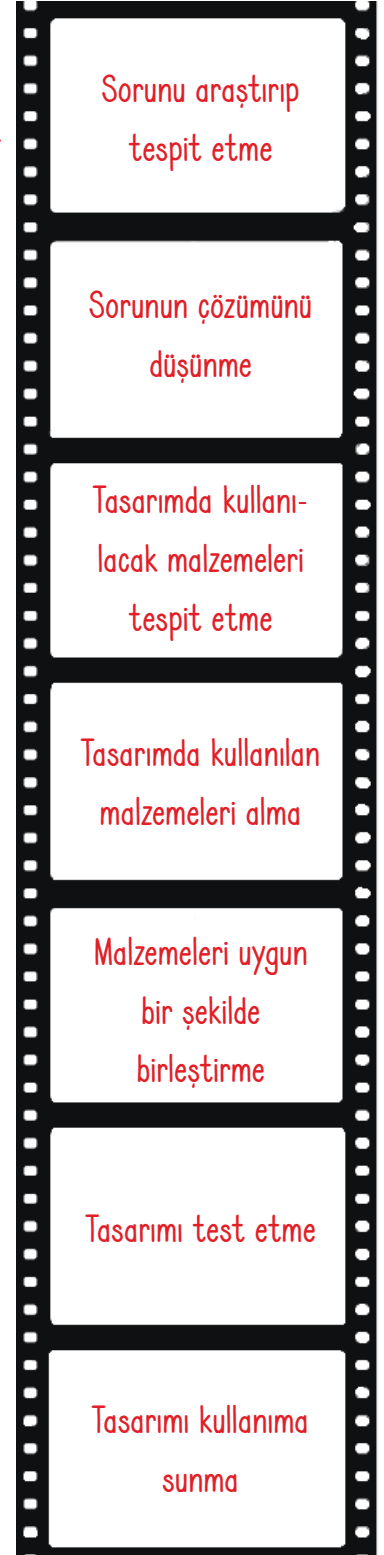 Sorunu araştırıp
tespit etme
Sorunun çözümünü
düşünme
Tasarımda kullanı-
lacak malzemeleri
tespit etme
Tasarımda kullanılan
malzemeleri alma
Malzemeleri uygun
bir şekilde
birleştirme
Tasarımı test etme
Tasarımı kullanıma
sunma